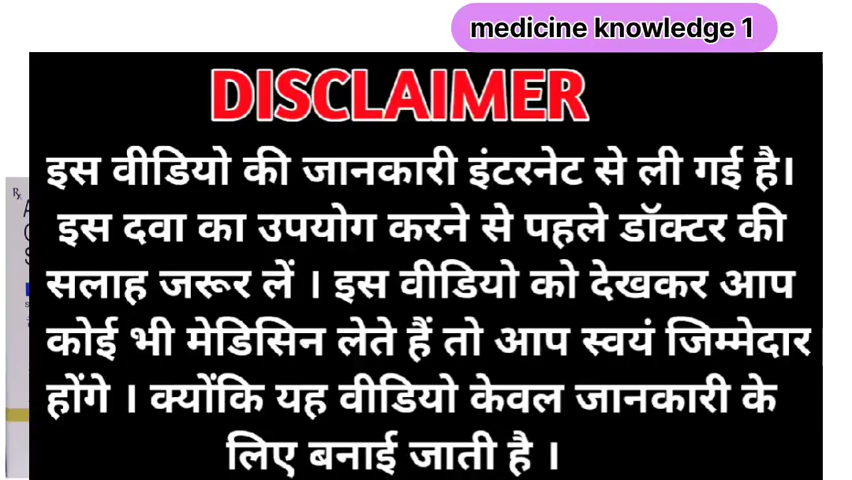 medicine knowledge 1
DISCLAIMER
इस वीडियो की जानकारी इंटरनेट से ली गई है।
इस दवा का उपयोग करने से पहले डॉक्टर की
सलाह जरूर लें । इस वीडियो को देखकर आप
कोई भी मेडिसिन लेते हैं तो आप स्वयं जिम्मेदार
होंगे । क्योंकि यह वीडियो केवल जानकारी के
लिए बनाई जाती है ।
Rx